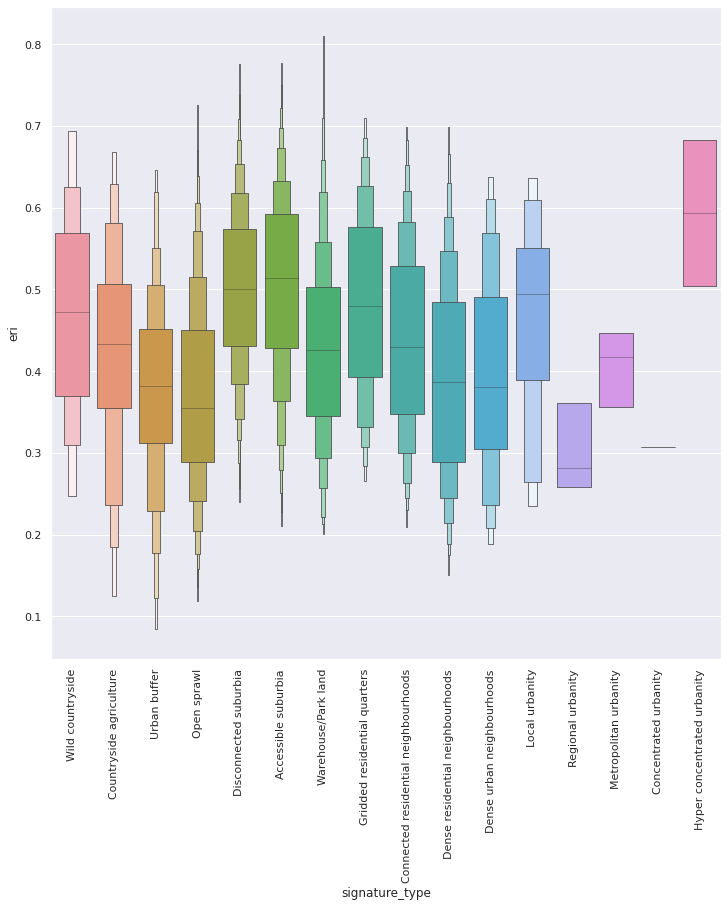 0.8
0.7
0.6
0.5
0.4
0.3
0.2
0.1
eri
Wild countryside
Countryside agriculture
Urban buffer
Open sprawl
Disconnected suburbia
Accessible suburbia
Warehouse/Park land
Gridded residential quarters
Connected residential neighbourhoods
Dense residential neighbourhoods
Dense urban neighbourhoods
Local urbanity
Regional urbanity
Metropolitan urbanity
Concentrated urbanity
Hyper concentrated urbanity
signature_type